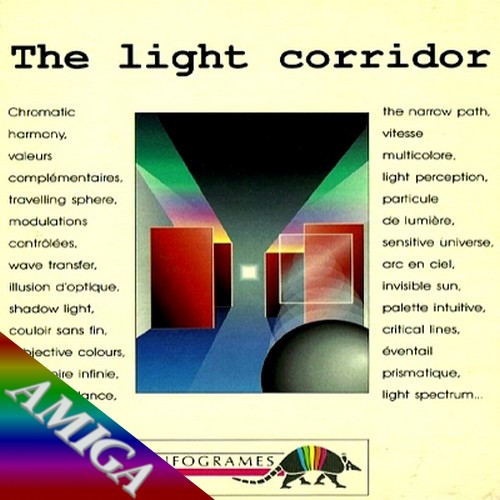 The light corridor
Chromatic
harmony,
valeurs
complémentaires,
travelling sphere,
modulations
contrôlées,
wave transfer,
illusion d'optique,
shadow light,
couloir sans fin,
colours,
infinie,
the narrow path,
vitesse
multicolore,
light perception,
particule
de lumière,
sensitive universe,
arc en ciel,
invisible sun,
palette intuitive,
critical lines,
éventail
prismatique,
light spectrum...
AMIGA
INFOGRAMES